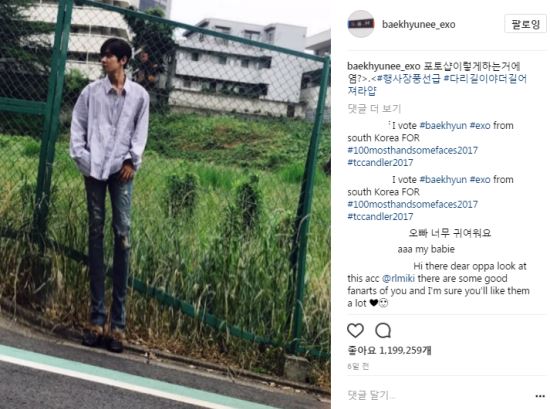 baekhyunee_exo
팔로잉
baekhyunee_exo 포토샵이렇게하는거에
염?>.<#행사장풍선급 #다리길이야더길어
져라얍
댓글 더 보기
I vote #baekhyun #exo from
south Korea FOR
#100mosthandsomefaces2017
#tccandler2017
I vote #baekhyun #exo from
south Korea FOR
#100mosthandsomefaces2017
#tccandler2017
오빠 너무 귀여워요
aaa my babie
Hi there dear oppa look at
this acc @rlmiki there are some good
fanarts of you and I'm sure you'll like them
a lot ❤☺
좋아요 1,199,259개
댓글 달기...
•••